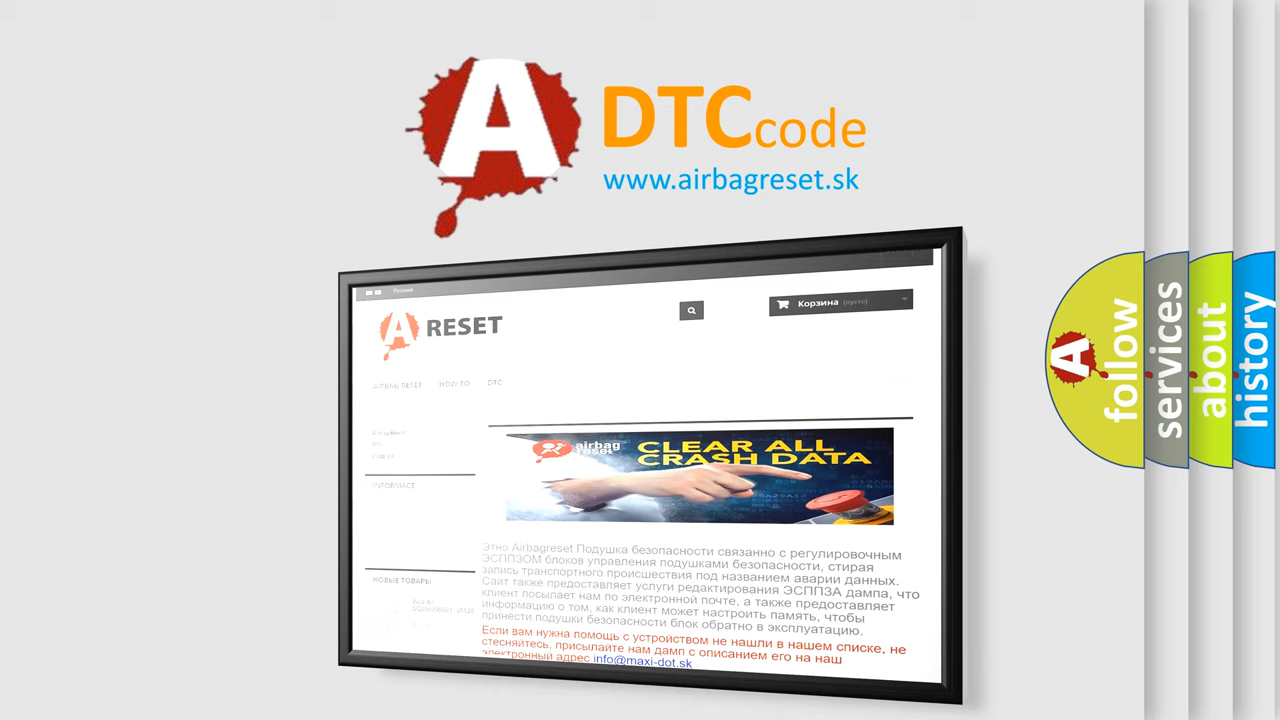 A
DTC code
www.airbagreset.sk
Русский
A RESET
Корзина (пусто)
AIRBAG RESET HOW TO DTC
INFORMACE
airbag
reset
CLEAR ALL
CRASH DATA
Этно Airbagreset Подушка безопасности связанно с регулировочным
ЭСППЗОМ блоков управления подушками безопасности, стирая
запись транспортного происшествия под названием аварии данных.
Сайт также предоставляет услуги редактирования ЭСППЗА дампа, что
клиент посылает нам по электронной почте, а также предоставляет
информацию о том, как клиент может настроить память, чтобы
принести подушки безопасности блок обратно в эксплуатацию.
Если вам нужна помощь с устройством не нашли в нашем списке, не
стесняйтесь, присылайте нам дамп с описанием его на наш
электронный адрес info@maxi-dot.sk
НОВЫЕ ТОВАРЫ
A
follow
services
about
history